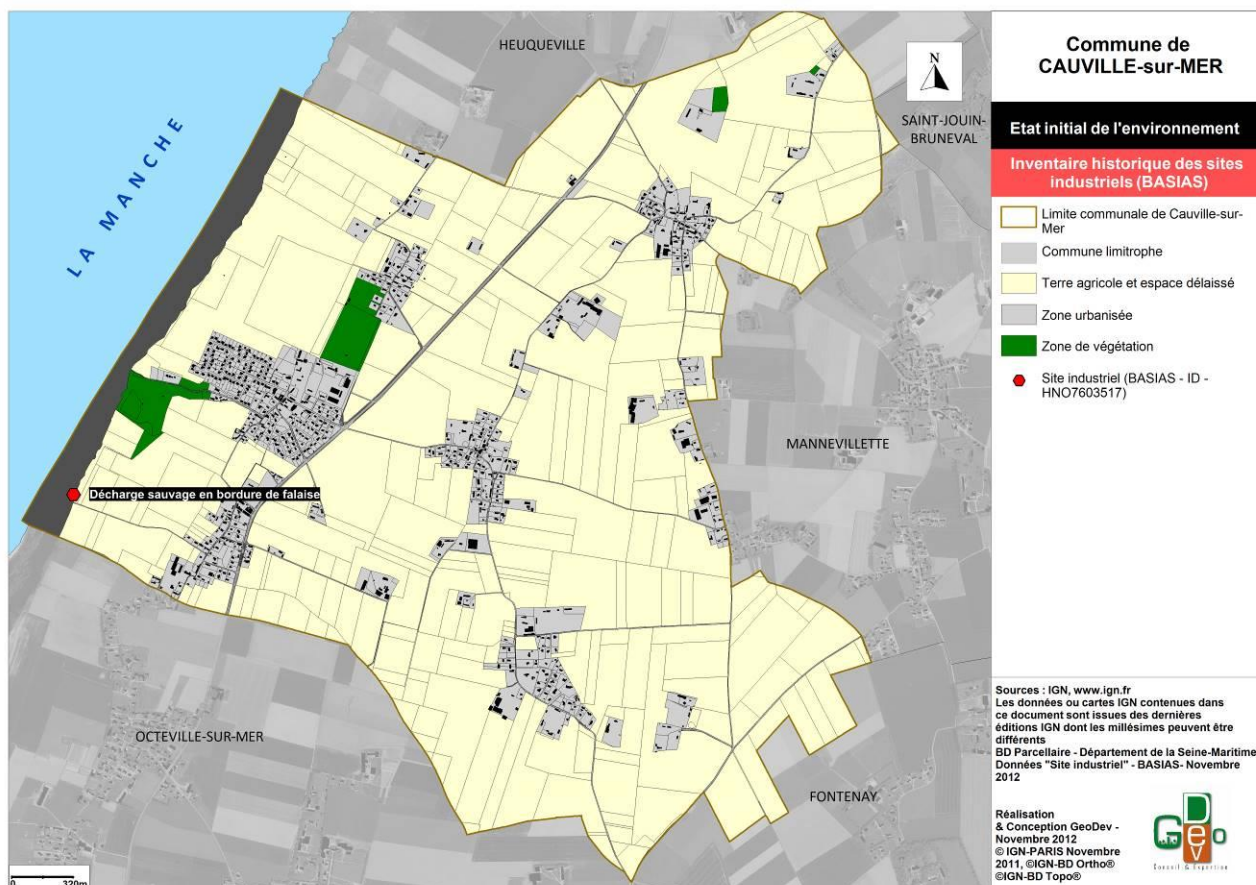 HEUQUEVILLE
N
SAINT-JOUIN-
BRUNEVAL
LA MANCHE
MANNEVILLETTE
Décharge sauvage en bordure de falaise
OCTEVILLE-SUR-MER
FONTENAY
0 320m
Commune de
CAUVILLE-sur-MER
Etat initial de l'environnement
Inventaire historique des sites
industriels (BASIAS)
Limite communale de Cauville-sur-
Mer
Commune limitrophe
Terre agricole et espace délaissé
Zone urbanisée
Zone de végétation
Site industriel (BASIAS - ID -
HNO7603517)
Sources : IGN, www.ign.fr
Les données ou cartes IGN contenues dans
ce document sont issues des dernières
éditions IGN dont les millésimes peuvent être
différents
BD Parcellaire - Département de la Seine-Maritime
Données "Site industriel" - BASIAS- Novembre
2012
Réalisation
& Conception GeoDev -
Novembre 2012
© IGN-PARIS Novembre
2011, ©IGN-BD Ortho®
©IGN-BD Topo®
GeoDev
Conseil & Expertise